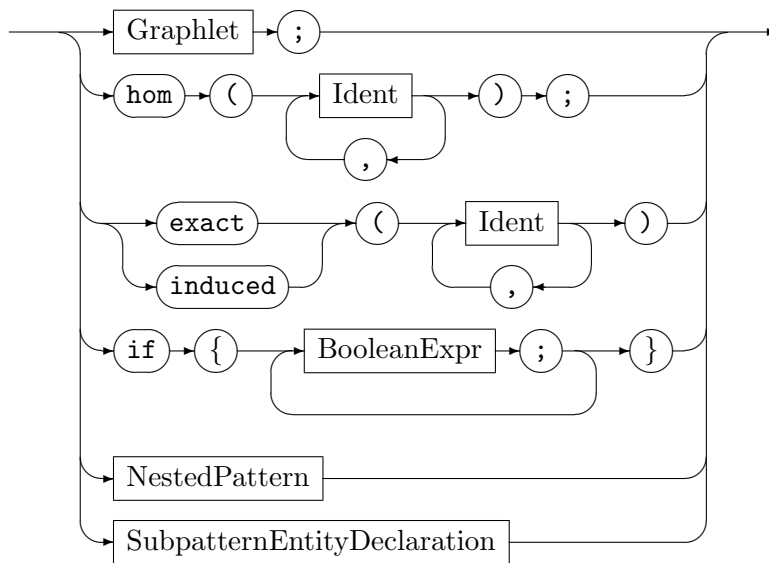 Graphlet ;
hom ( Ident ) ;
,
exact ( Ident )
induced ,
if { BooleanExpr ; }
NestedPattern
SubpatternEntityDeclaration